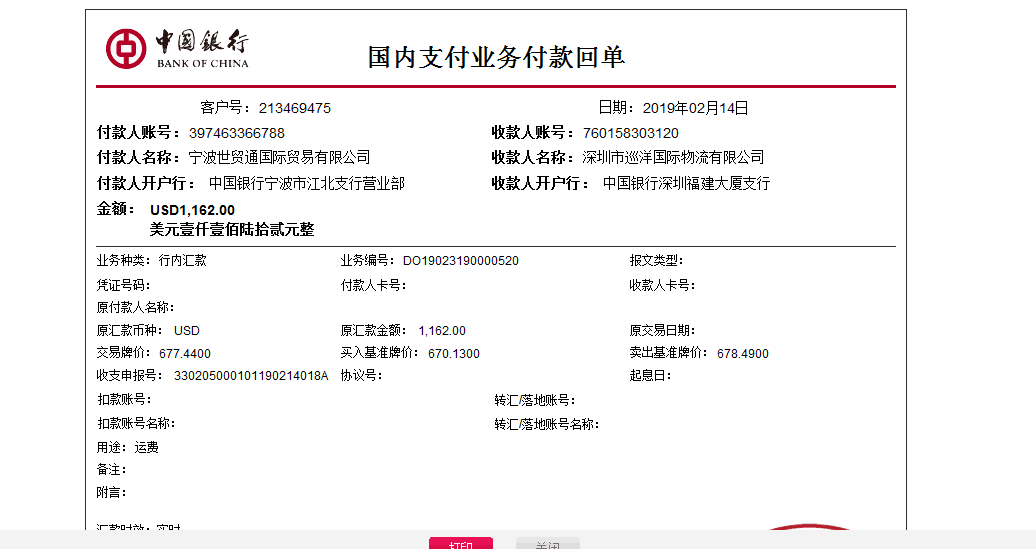 中国银行
BANK OF CHINA
国内支付业务付款回单
客户号：213469475 日期：2019年02月14日
付款人账号：397463366788 收款人账号：760158303120
付款人名称：宁波世贸通国际贸易有限公司 收款人名称：深圳市巡洋国际物流有限公司
付款人开户行：中国银行宁波市江北支行营业部 收款人开户行：中国银行深圳福建大厦支行
金额：USD1,162.00
美元壹仟壹佰陆拾贰元整
业务种类：行内汇款 业务编号：DO19023190000520 报文类型：
凭证号码： 付款人卡号： 收款人卡号：
原付款人名称：
原汇款币种：USD 原汇款金额：1,162.00 原交易日期：
交易牌价：677.4400 买入基准牌价：670.1300 卖出基准牌价：678.4900
收支申报号：330205000101190214018A 协议号： 起息日：
扣款账号： 转汇/落地账号：
扣款账号名称： 转汇/落地账号名称：
用途：运费
备注：
附言：
汇款时效：实时
打印 关闭